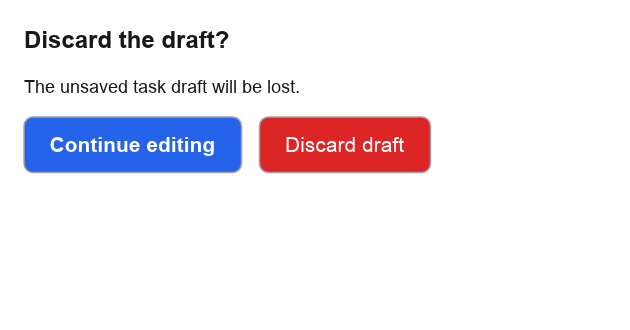 Discard the draft?
The unsaved task draft will be lost.
Continue editing
Discard draft